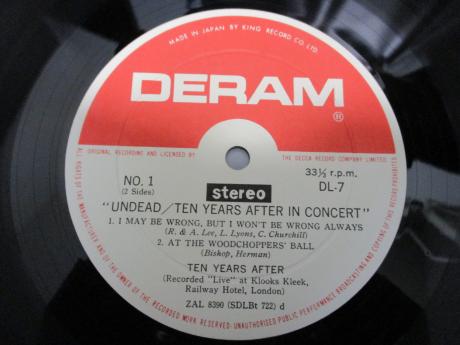 MADE IN JAPAN BY KING RECORD CO. LTD.
DERAM
®
ORIGINAL RECORDING AND LICENSED BY THE DECCA RECORD COMPANY LIMITED.
NO. 1
(2 Sides)
stereo
33⅓ r.p.m.
DL-7
"UNDEAD/TEN YEARS AFTER IN CONCERT"
1. I MAY BE WRONG, BUT I WON'T BE WRONG ALWAYS
(R. & A. Lee, L. Lyons, C. Churchill)
2. AT THE WOODCHOPPERS' BALL
(Bishop, Herman)
TEN YEARS AFTER
(Recorded "Live" at Klooks Kleek,
Railway Hotel, London)
ZAL 8390 (SDLBt 722) d
ALL RIGHTS OF THE MANUFACTURER AND OF THE OWNER OF THE RECORDED WORK RESERVED. UNAUTHORISED PUBLIC PERFORMANCE BROADCASTING AND COPYING OF THIS RECORD PROHIBITED